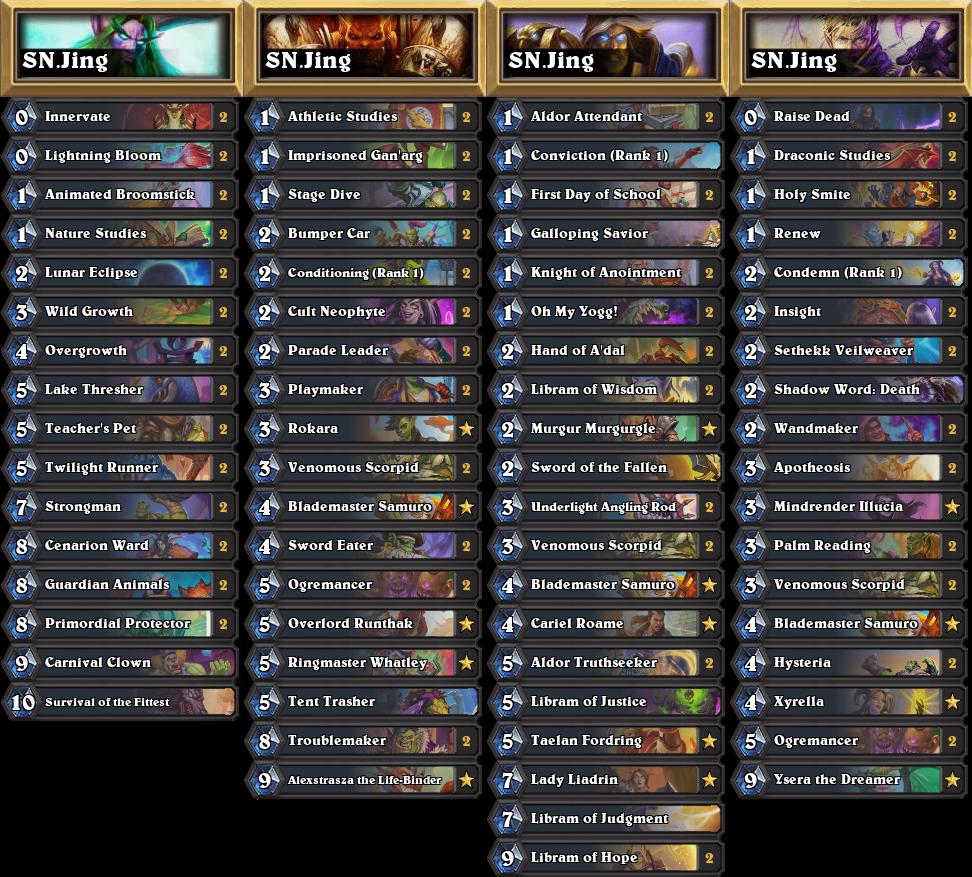 SN.Jing
0 Innervate 2
0 Lightning Bloom 2
1 Animated Broomstick 2
1 Nature Studies 2
2 Lunar Eclipse 2
3 Wild Growth 2
4 Overgrowth 2
5 Lake Thresher 2
5 Teacher's Pet 2
5 Twilight Runner 2
7 Strongman 2
8 Cenarion Ward 2
8 Guardian Animals 2
8 Primordial Protector 2
9 Carnival Clown
10 Survival of the Fittest
SN.Jing
1 Athletic Studies 2
1 Imprisoned Gan'arg 2
1 Stage Dive 2
2 Bumper Car 2
2 Conditioning (Rank 1) 2
2 Cult Neophyte 2
2 Parade Leader 2
3 Playmaker 2
3 Rokara
3 Venomous Scorpid 2
4 Blademaster Samuro
4 Sword Eater 2
5 Ogremancer 2
5 Overlord Runthak
5 Ringmaster Whatley
5 Tent Trasher
8 Troublemaker 2
9 Alexstrasza the Life-Binder
SN.Jing
1 Aldor Attendant 2
1 Conviction (Rank 1)
1 First Day of School 2
1 Galloping Savior
1 Knight of Anointment 2
1 Oh My Yogg! 2
2 Hand of A'dal 2
2 Libram of Wisdom 2
2 Murgur Murgurgle
2 Sword of the Fallen
3 Underlight Angling Rod 2
3 Venomous Scorpid 2
4 Blademaster Samuro
4 Cariel Roame
5 Aldor Truthseeker 2
5 Libram of Justice
5 Taelan Fordring
7 Lady Liadrin
7 Libram of Judgment
9 Libram of Hope 2
SN.Jing
0 Raise Dead 2
1 Draconic Studies 2
1 Holy Smite 2
1 Renew 2
2 Condemn (Rank 1)
2 Insight 2
2 Sethekk Veilweaver 2
2 Shadow Word: Death
2 Wandmaker 2
3 Apotheosis 2
3 Mindrender Illucia
3 Palm Reading 2
3 Venomous Scorpid 2
4 Blademaster Samuro
4 Hysteria 2
4 Xyrella
5 Ogremancer 2
9 Ysera the Dreamer